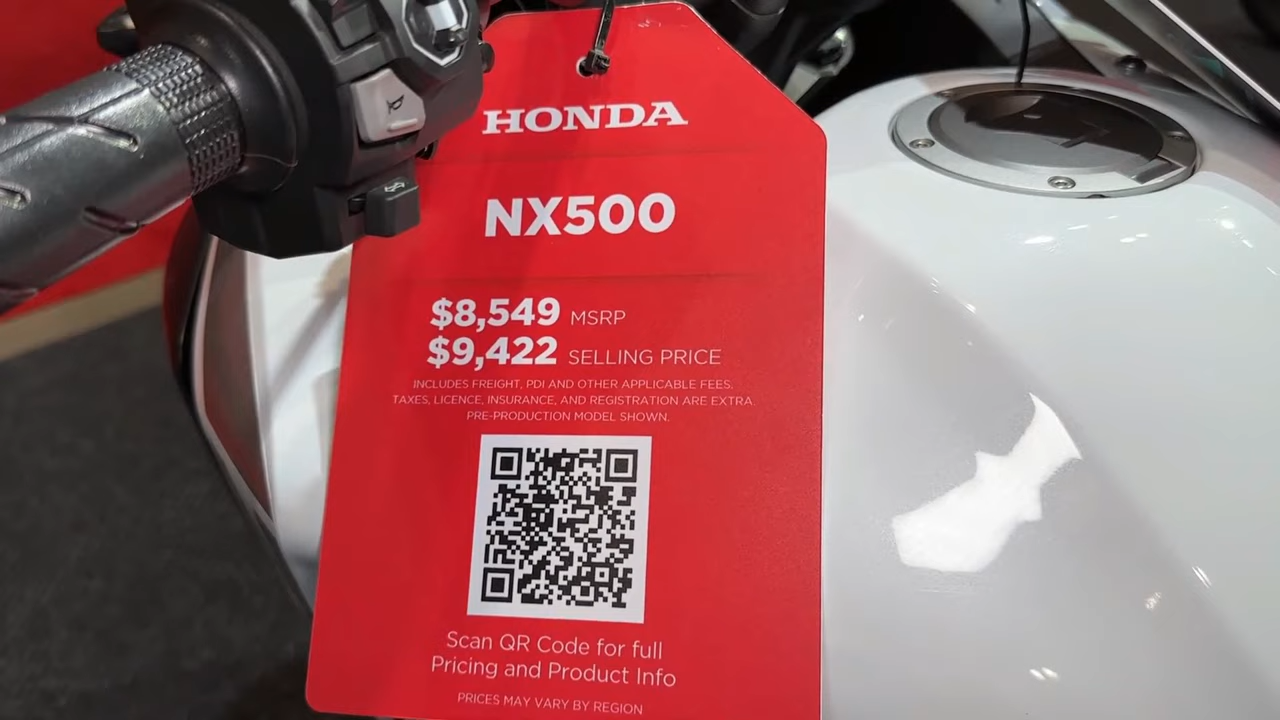 HONDA
NX500
$8,549 MSRP
$9,422 SELLING PRICE
INCLUDES FREIGHT, PDI AND OTHER APPLICABLE FEES.
TAXES, LICENCE, INSURANCE, AND REGISTRATION ARE EXTRA.
PRE-PRODUCTION MODEL SHOWN.
Scan QR Code for full
Pricing and Product Info
PRICES MAY VARY BY REGION